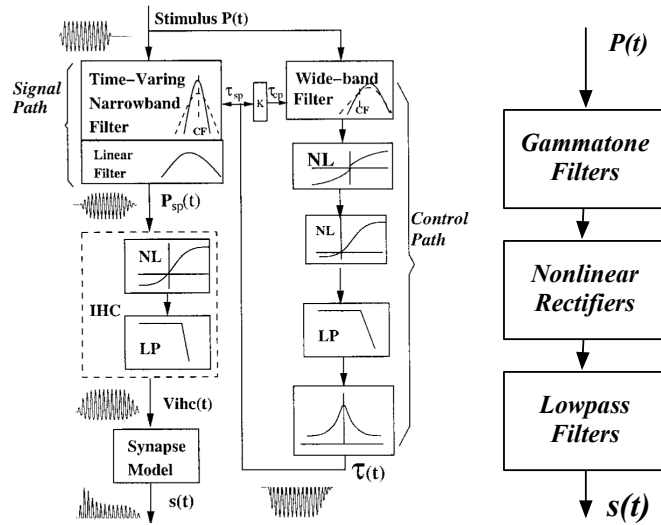 Stimulus P(t)
Signal
Path
Time-Varing
Narrowband
Filter
CF
Linear
Filter
τsp
K
τcp
Wide-band
Filter
CF
NL
NL
Control
Path
LP
τ(t)
Psp(t)
IHC
NL
LP
Vihc(t)
Synapse
Model
s(t)
P(t)
Gammatone
Filters
Nonlinear
Rectifiers
Lowpass
Filters
s(t)